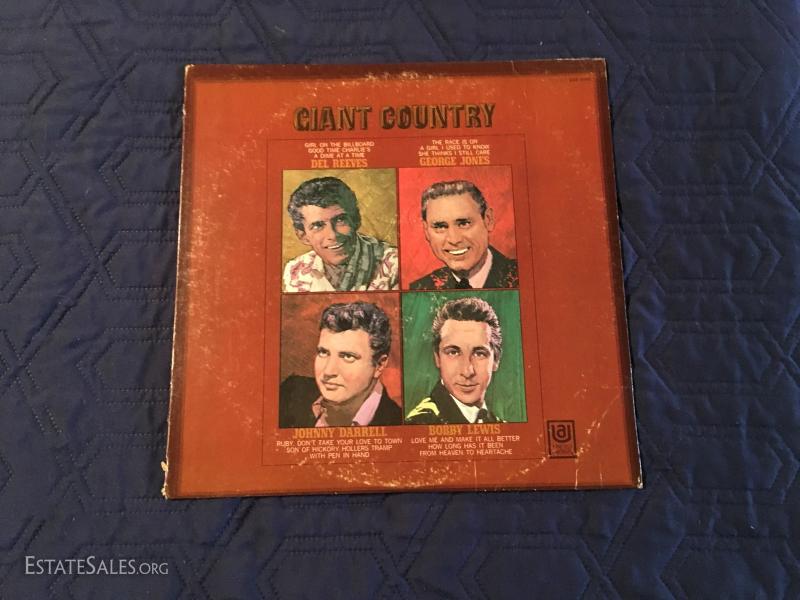 GIANT COUNTRY
GIRL ON THE BILLBOARD
GOOD TIME CHARLIE'S
A DIME AT A TIME
DEL REEVES
THE RACE IS ON
A GIRL I USED TO KNOW
SHE THINKS I STILL CARE
GEORGE JONES
JOHNNY DARRELL
RUBY, DON'T TAKE YOUR LOVE TO TOWN
SON OF HICKORY HOLLERS TRAMP
WITH PEN IN HAND
BOBBY LEWIS
LOVE ME AND MAKE IT ALL BETTER
HOW LONG HAS IT BEEN
FROM HEAVEN TO HEARTACHE
ua
ESTATESALES.ORG